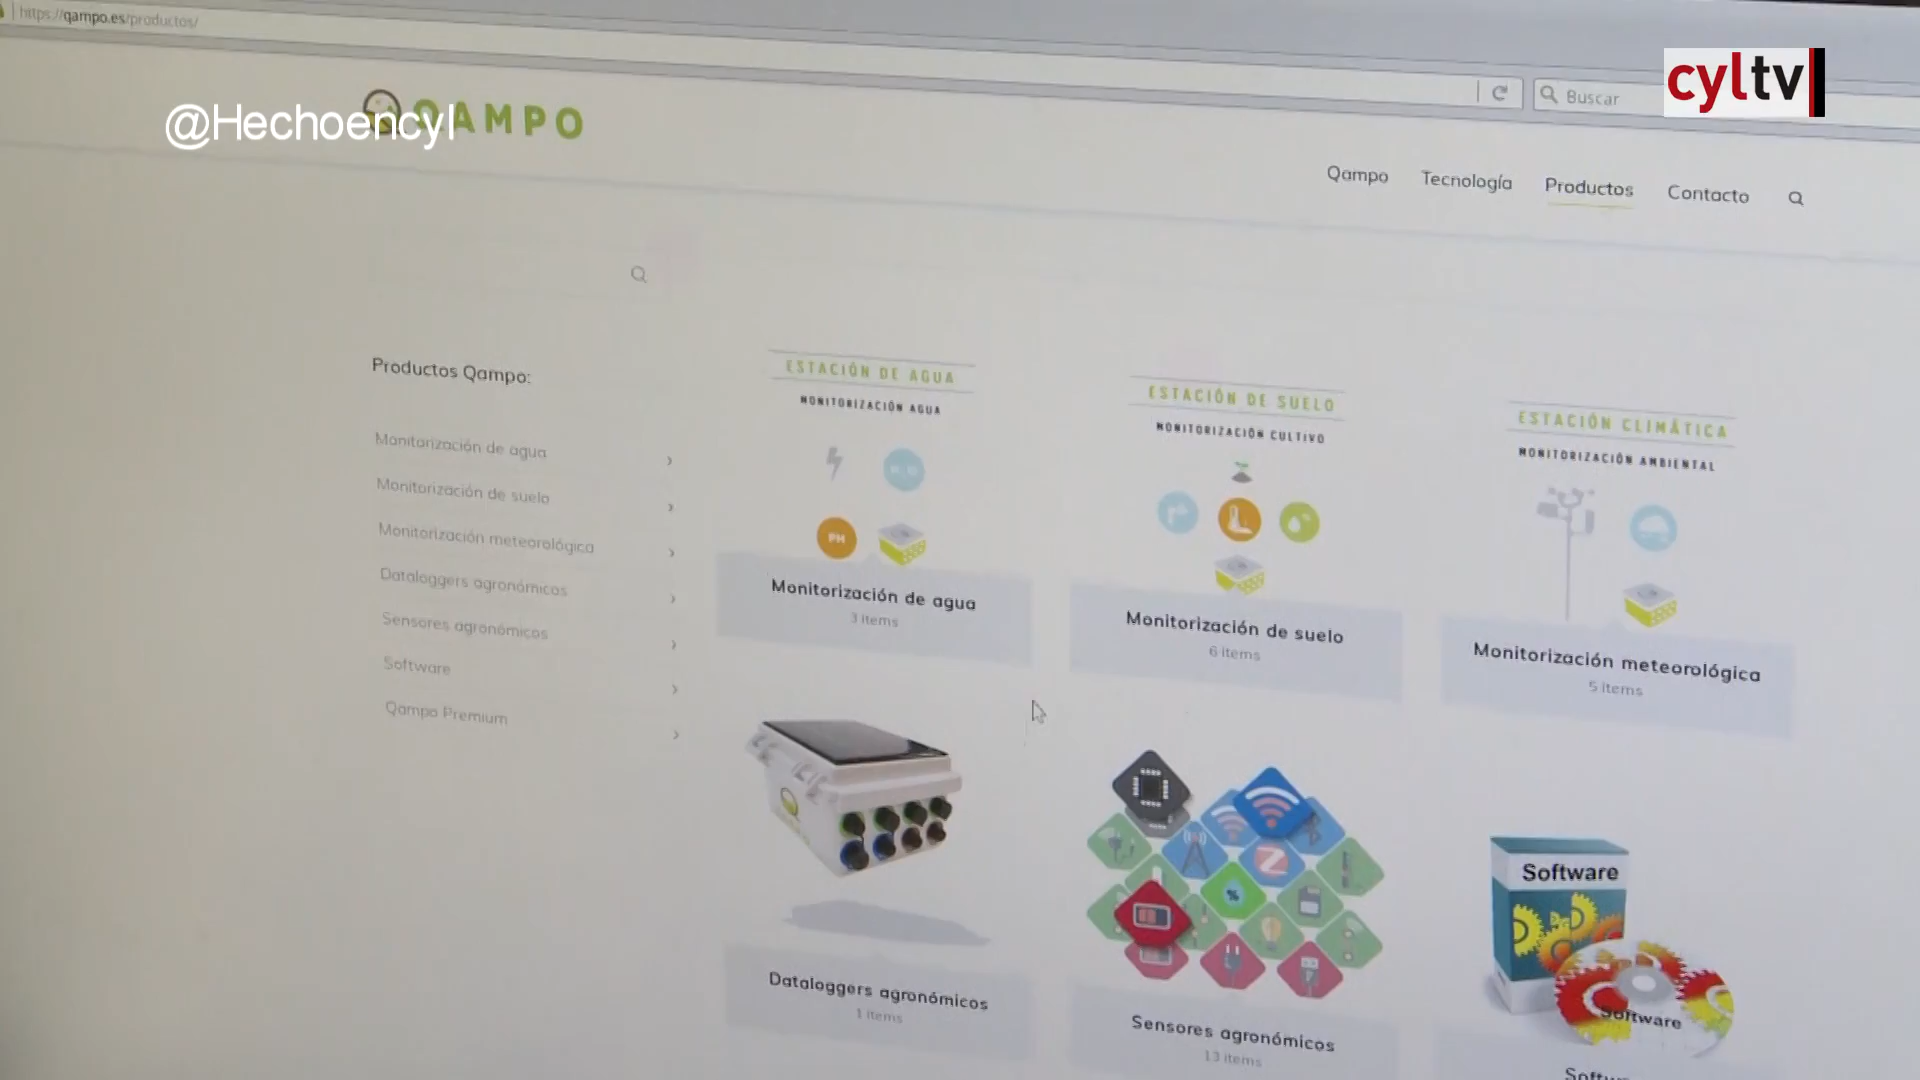 https://qampo.es/productos/
Buscar
cyltv
@Hechoencyl
QAMPO
Qampo
Tecnología
Productos
Contacto
Productos Qampo:
Monitorización de agua
Monitorización de suelo
Monitorización meteorológica
Dataloggers agronómicos
Sensores agronómicos
Software
Qampo Premium
ESTACIÓN DE AGUA
MONITORIZACIÓN AGUA
PH
Monitorización de agua
3 items
ESTACIÓN DE SUELO
MONITORIZACIÓN CULTIVO
Monitorización de suelo
6 items
ESTACIÓN CLIMÁTICA
MONITORIZACIÓN AMBIENTAL
Monitorización meteorológica
5 items
Dataloggers agronómicos
1 items
Sensores agronómicos
13 items
Software
Software